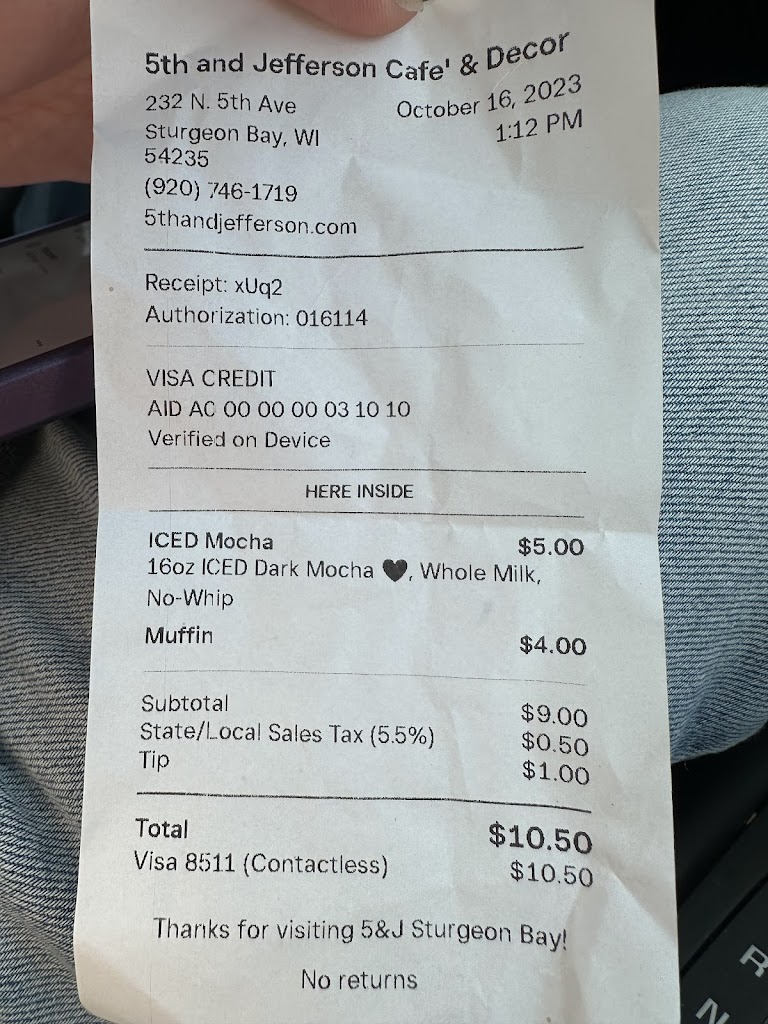 5th and Jefferson Cafe' & Decor
232 N. 5th Ave
October 16, 2023
Sturgeon Bay, WI
1:12 PM
54235
(920) 746-1719
5thandjefferson.com
Receipt: xUq2
Authorization: 016114
VISA CREDIT
AID A0 00 00 00 03 10 10
Verified on Device
HERE INSIDE
ICED Mocha $5.00
16oz ICED Dark Mocha 🖤, Whole Milk,
No-Whip
Muffin $4.00
Subtotal $9.00
State/Local Sales Tax (5.5%) $0.50
Tip $1.00
Total $10.50
Visa 8511 (Contactless) $10.50
Thanks for visiting 5&J Sturgeon Bay!
No returns
R
N